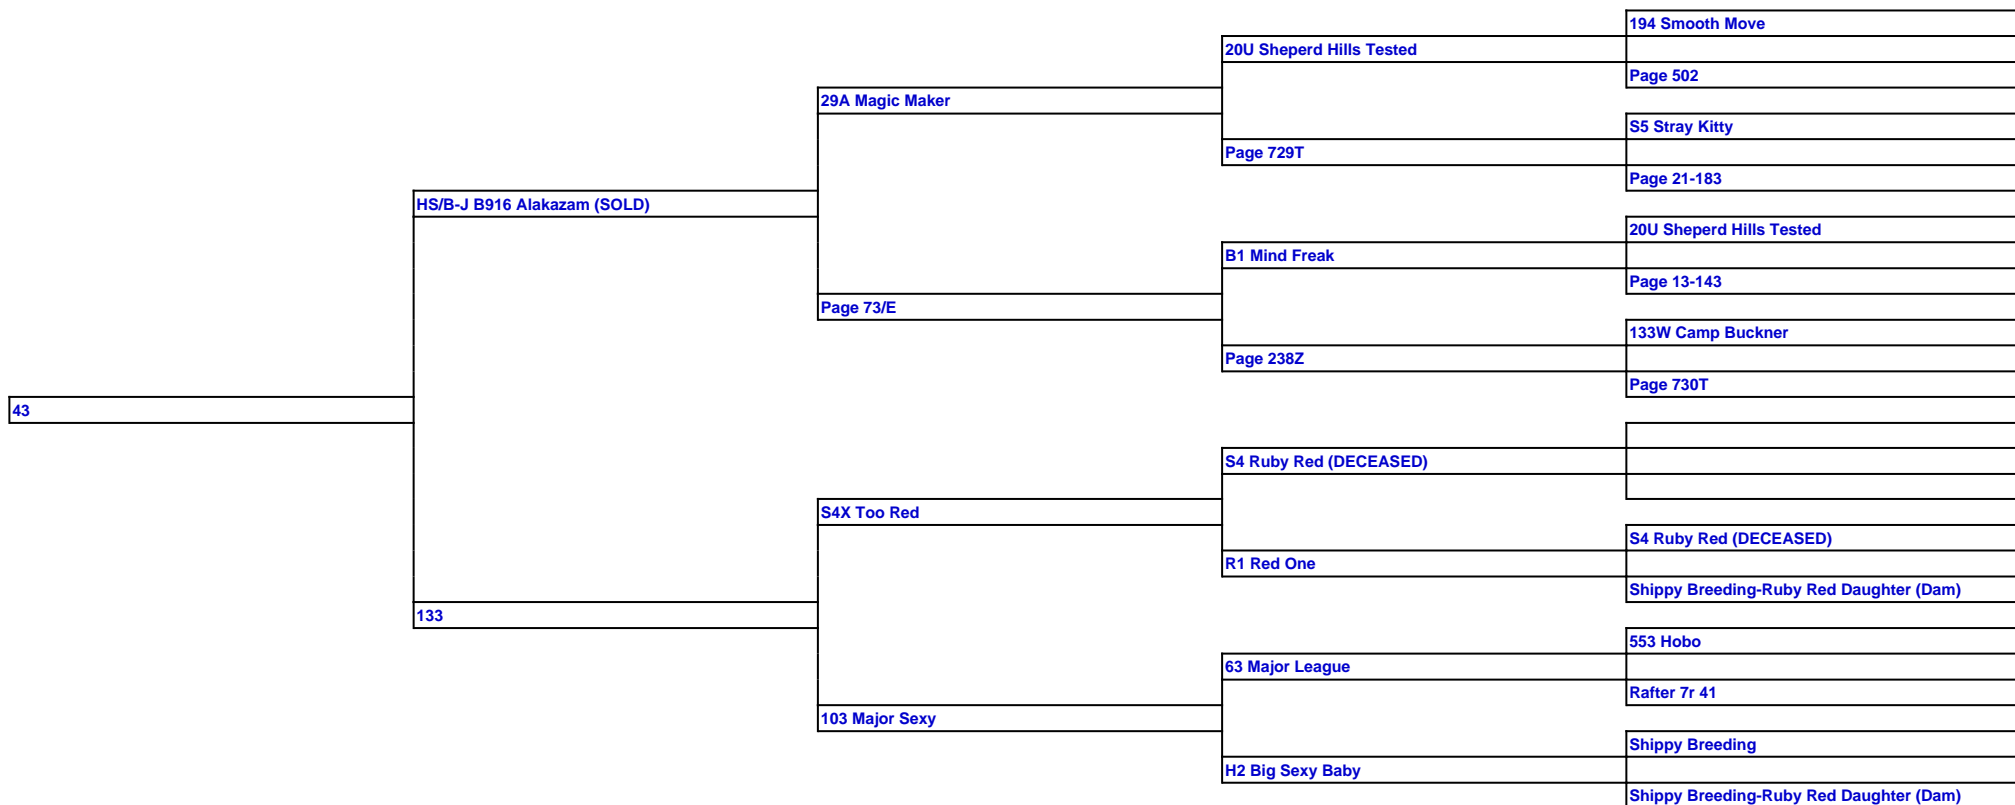 194 Smooth Move
20U Sheperd Hills Tested
Page 502
29A Magic Maker
S5 Stray Kitty
Page 729T
Page 21-183
HS/B-J B916 Alakazam (SOLD)
20U Sheperd Hills Tested
B1 Mind Freak
Page 13-143
Page 73/E
133W Camp Buckner
Page 238Z
Page 730T
43
S4 Ruby Red (DECEASED)
S4X Too Red
S4 Ruby Red (DECEASED)
R1 Red One
Shippy Breeding-Ruby Red Daughter (Dam)
133
553 Hobo
63 Major League
Rafter 7r 41
103 Major Sexy
Shippy Breeding
H2 Big Sexy Baby
Shippy Breeding-Ruby Red Daughter (Dam)